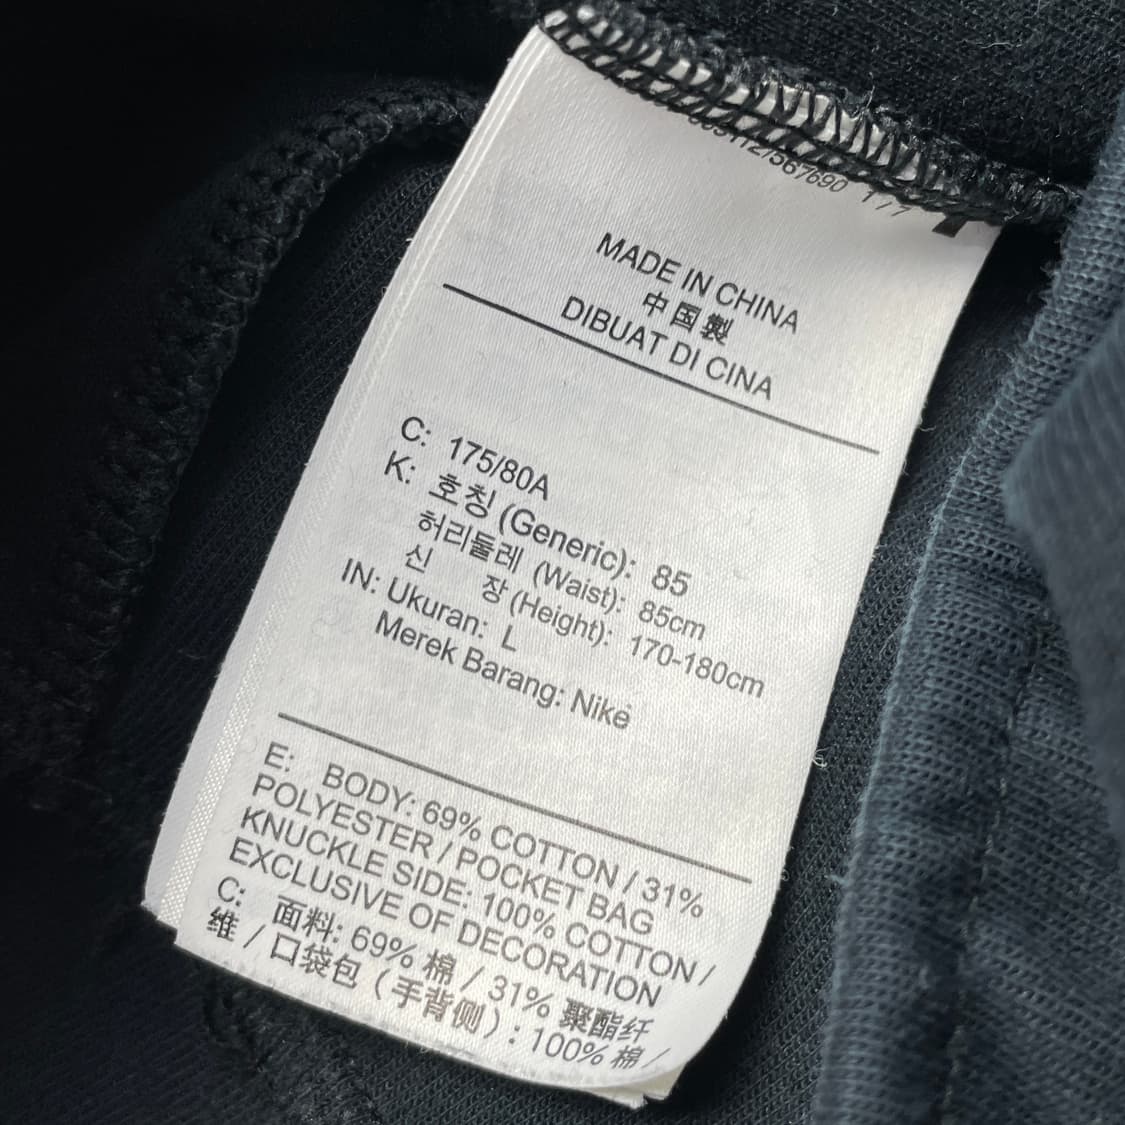 567690 1/7
MADE IN CHINA
中国製
DIBUAT DI CINA
C: 175/80A
K: 호칭 (Generic): 85
허리둘레 (Waist): 85cm
신 장 (Height): 170-180cm
IN: Ukuran: L
Merek Barang: Nike
E: BODY: 69% COTTON / 31%
POLYESTER / POCKET BAG
KNUCKLE SIDE: 100% COTTON /
EXCLUSIVE OF DECORATION
C: 面料: 69% 棉 / 31% 聚酯纤
维 / 口袋包 (手背侧) : 100% 棉 /